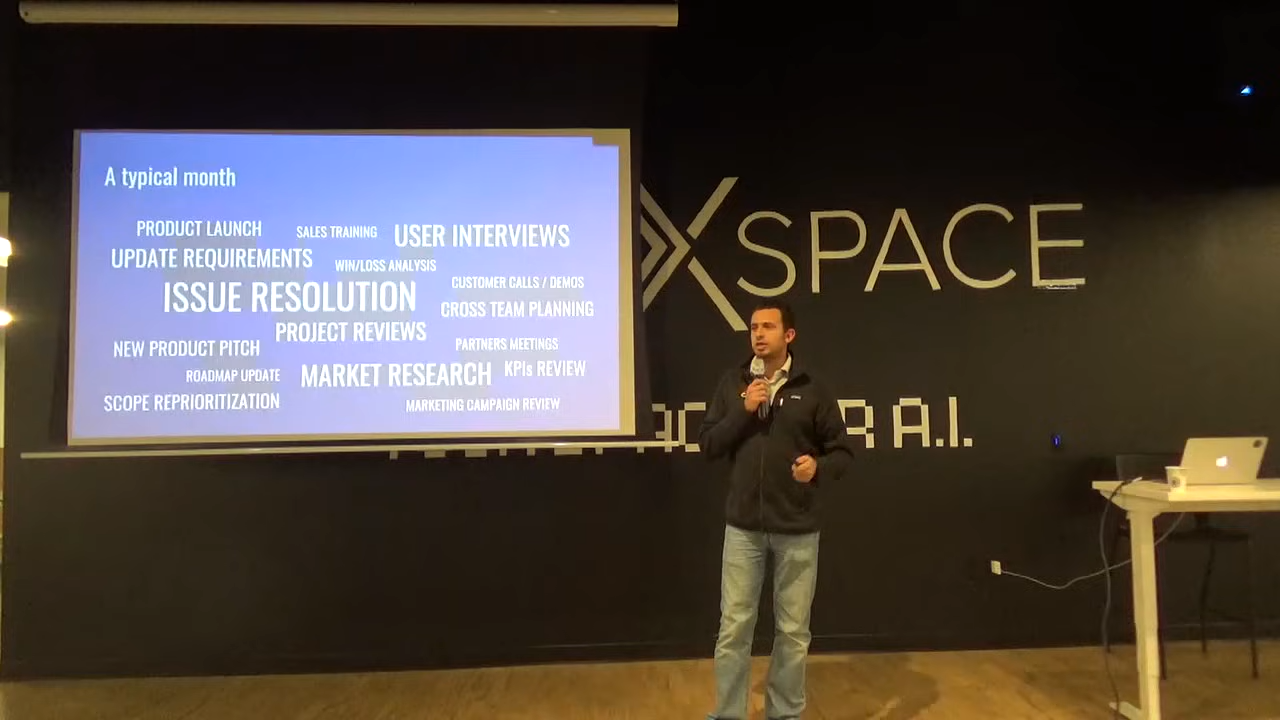 A typical month
PRODUCT LAUNCH
SALES TRAINING
USER INTERVIEWS
UPDATE REQUIREMENTS
WIN/LOSS ANALYSIS
CUSTOMER CALLS / DEMOS
ISSUE RESOLUTION
CROSS TEAM PLANNING
PROJECT REVIEWS
NEW PRODUCT PITCH
PARTNERS MEETINGS
ROADMAP UPDATE
MARKET RESEARCH
KPIs REVIEW
SCOPE REPRIORITIZATION
MARKETING CAMPAIGN REVIEW
XSPACE
A.I.